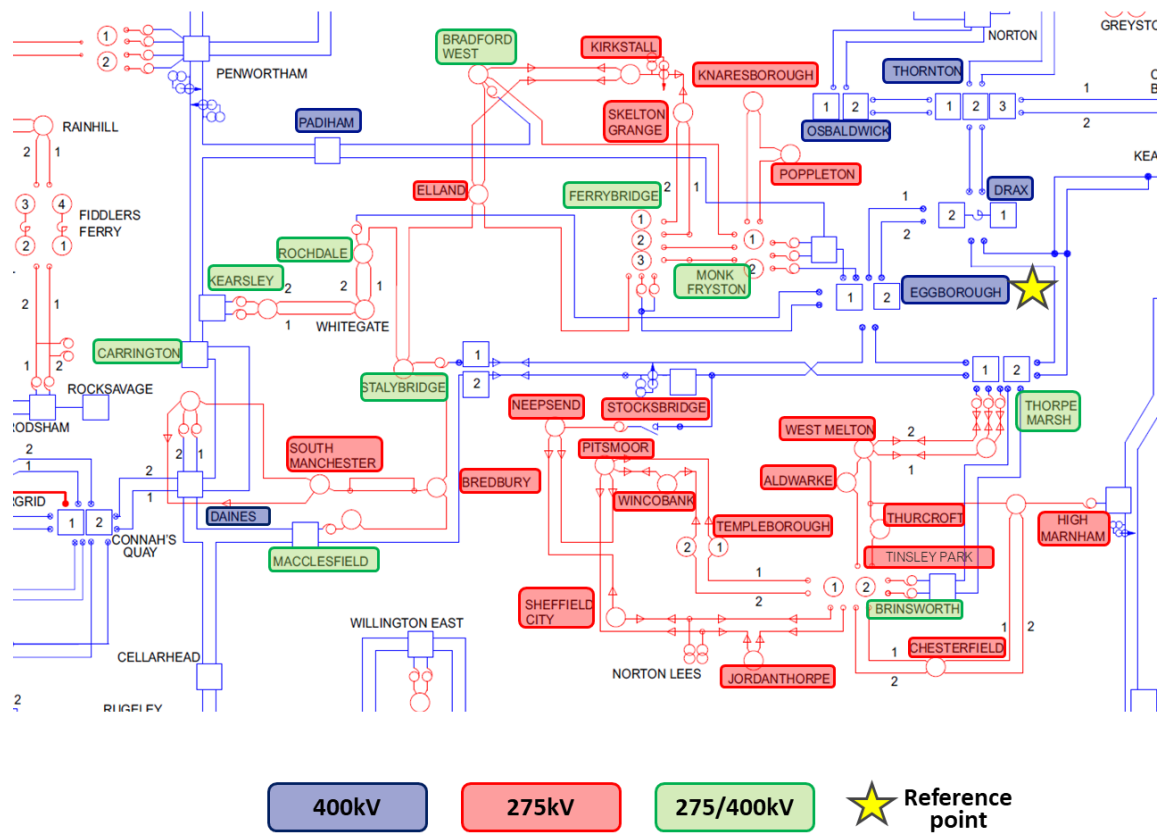 BRADFORD
WEST
KIRKSTALL
NORTON
GREYSTO
1
2
PENWORTHAM
KNARESBOROUGH
THORNTON
1
2
1
2
3
1
2
OSBALDWICK
PADIHAM
SKELTON
GRANGE
RAINHILL
2
1
POPPLETON
KEA
ELLAND
FERRYBRIDGE
2
1
DRAX
2
1
3
4
FIDDLERS
FERRY
2
1
1
2
3
1
2
1
2
ROCHDALE
MONK
FRYSTON
KEARSLEY
2
1
2
1
WHITEGATE
1
2
EGGBOROUGH
2
1
CARRINGTON
1
2
STALYBRIDGE
1
2
1
2
ROCKSAVAGE
RODSHAM
NEEPSEND
STOCKSBRIDGE
THORPE
MARSH
WEST MELTON
2
1
PITSMOOR
SOUTH
MANCHESTER
2
1
BREDBURY
ALDWARKE
WINCOBANK
2
1
2
1
RGRID
1
2
CONNAH'S
QUAY
DAINES
MACCLESFIELD
TEMPLEBOROUGH
2
1
THURCROFT
HIGH
MARNHAM
TINSLEY PARK
1
2
1
2
BRINSWORTH
SHEFFIELD
CITY
WILLINGTON EAST
1
2
1
2
CHESTERFIELD
CELLARHEAD
NORTON LEES
JORDANTHORPE
2
RUGELEY
400kV
275kV
275/400kV
Reference
point